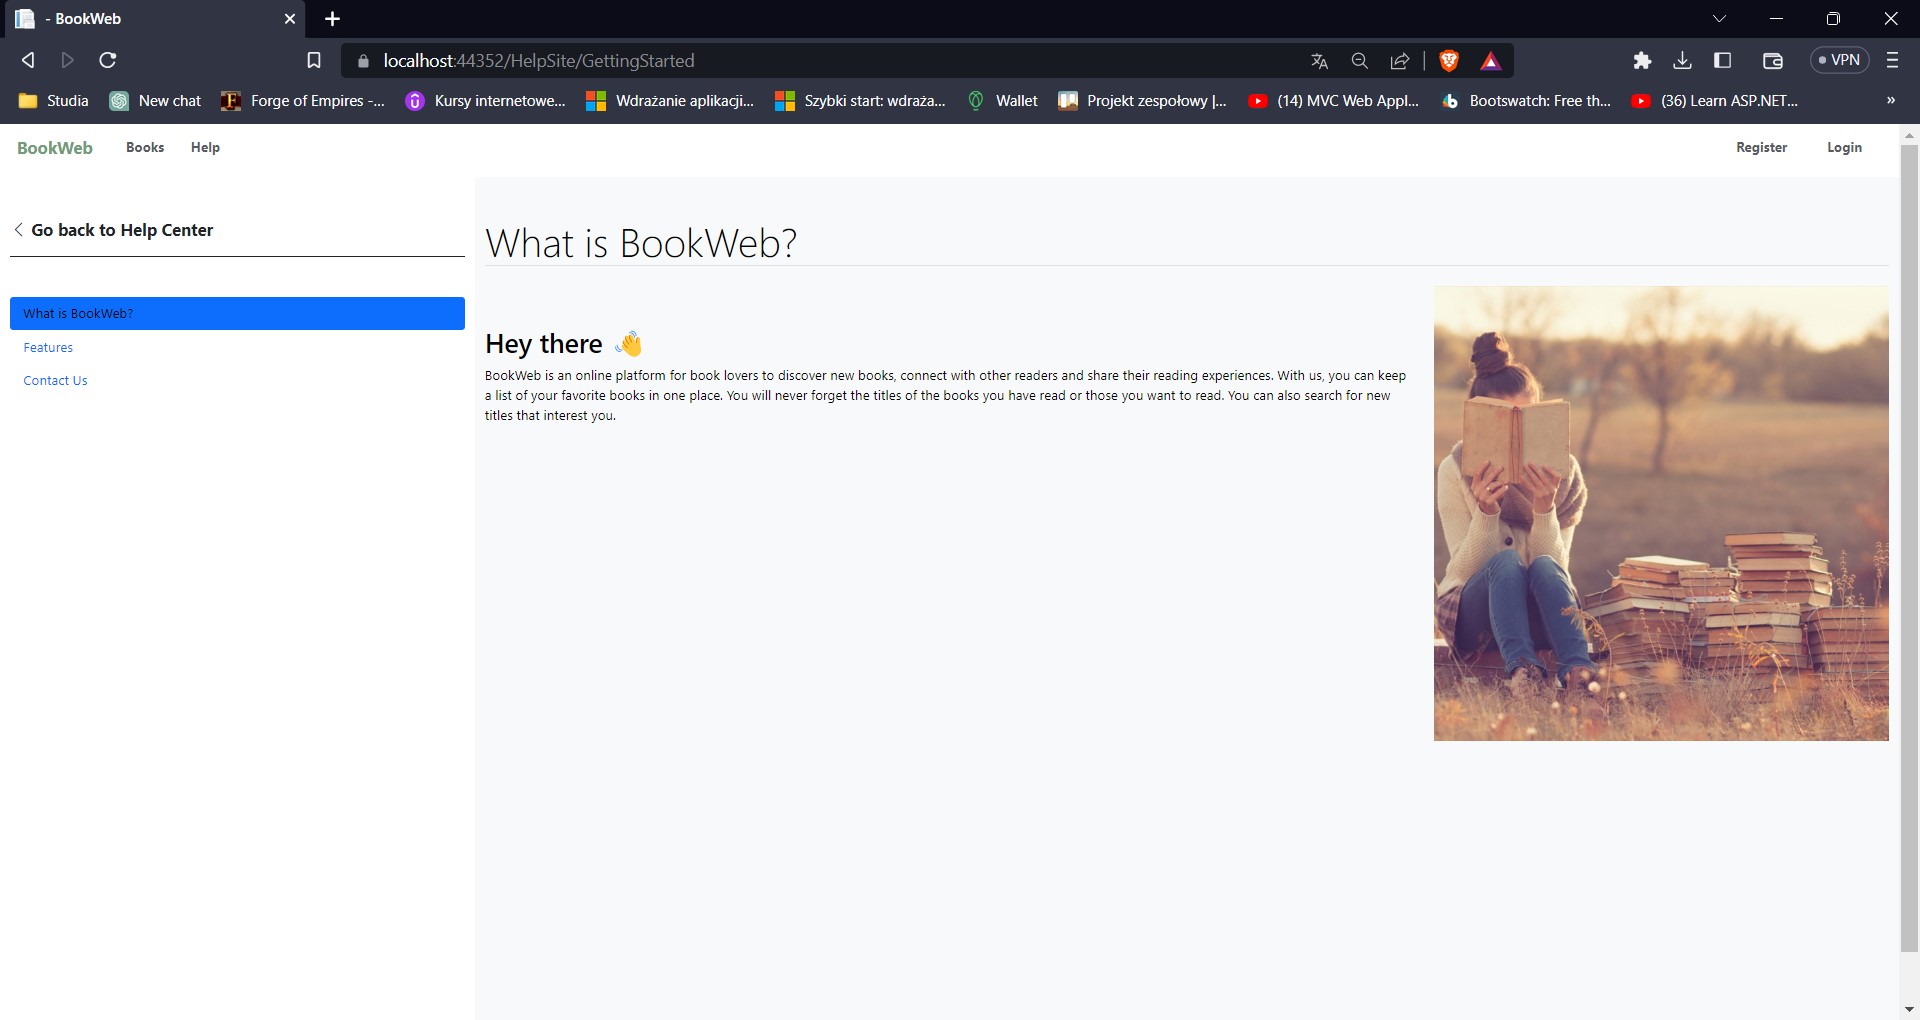 - BookWeb
localhost:44352/HelpSite/GettingStarted
VPN
Studia
New chat
Forge of Empires -...
Kursy internetowe...
Wdrażanie aplikacji...
Szybki start: wdraża...
Wallet
Projekt zespołowy |...
(14) MVC Web Appl...
Bootswatch: Free th...
(36) Learn ASP.NET...
»
BookWeb
Books
Help
Register
Login
Go back to Help Center
What is BookWeb?
Features
Contact Us
What is BookWeb?
Hey there 👋
BookWeb is an online platform for book lovers to discover new books, connect with other readers and share their reading experiences. With us, you can keep
a list of your favorite books in one place. You will never forget the titles of the books you have read or those you want to read. You can also search for new
titles that interest you.